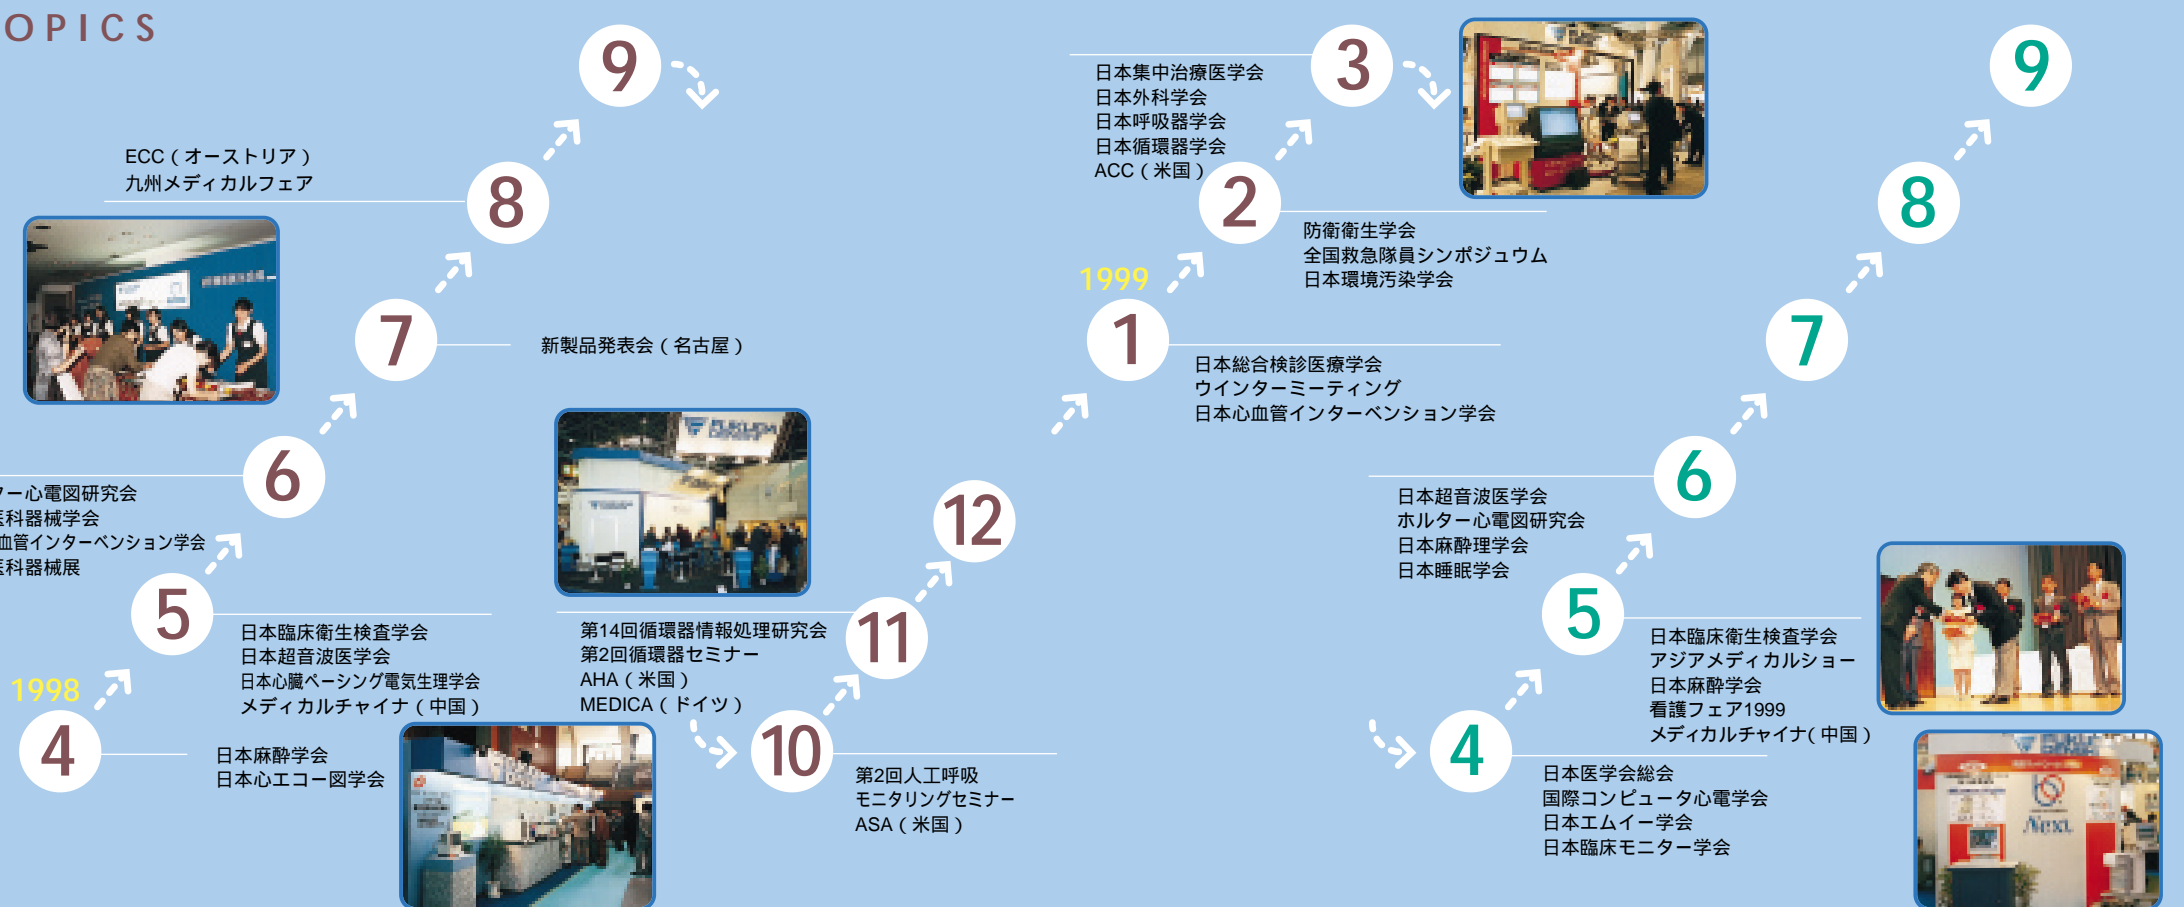 OPICS
1998
4
日本麻酔学会
日本心エコー図学会
5
日本臨床衛生検査学会
日本超音波医学会
日本心臓ペーシング電気生理学会
メディカルチャイナ（中国）
6
ター心電図研究会
医科器械学会
血管インターベンション学会
医科器械展
7
新製品発表会（名古屋）
8
ECC（オーストリア）
九州メディカルフェア
9
10
第2回人工呼吸
モニタリングセミナー
ASA（米国）
11
第14回循環器情報処理研究会
第2回循環器セミナー
AHA（米国）
MEDICA（ドイツ）
FUKUDA
12
1999
1
日本総合検診医療学会
ウインターミーティング
日本心血管インターベンション学会
2
防衛衛生学会
全国救急隊員シンポジュウム
日本環境汚染学会
3
日本集中治療医学会
日本外科学会
日本呼吸器学会
日本循環器学会
ACC（米国）
4
日本医学会総会
国際コンピュータ心電学会
日本エムイー学会
日本臨床モニター学会
5
日本臨床衛生検査学会
アジアメディカルショー
日本麻酔学会
看護フェア1999
メディカルチャイナ（中国）
Next
6
日本超音波医学会
ホルター心電図研究会
日本麻酔理学会
日本睡眠学会
7
8
9